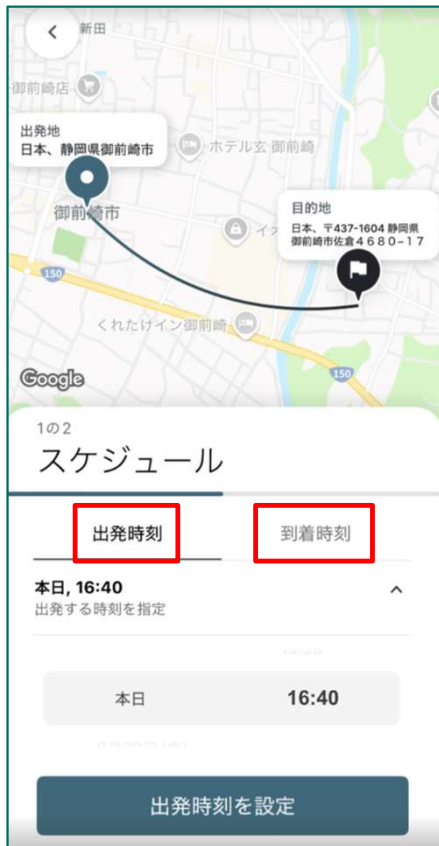 新田
御前崎店
出発地
日本、静岡県御前崎市
ホテル玄 御前崎
御前崎市
目的地
日本、〒437-1604 静岡県
御前崎市佐倉4680-17
イオ
150
くれたけイン御前崎
150
Google
1の2
スケジュール
出発時刻
到着時刻
本日, 16:40
出発する時刻を指定
本日
16:40
出発時刻を設定